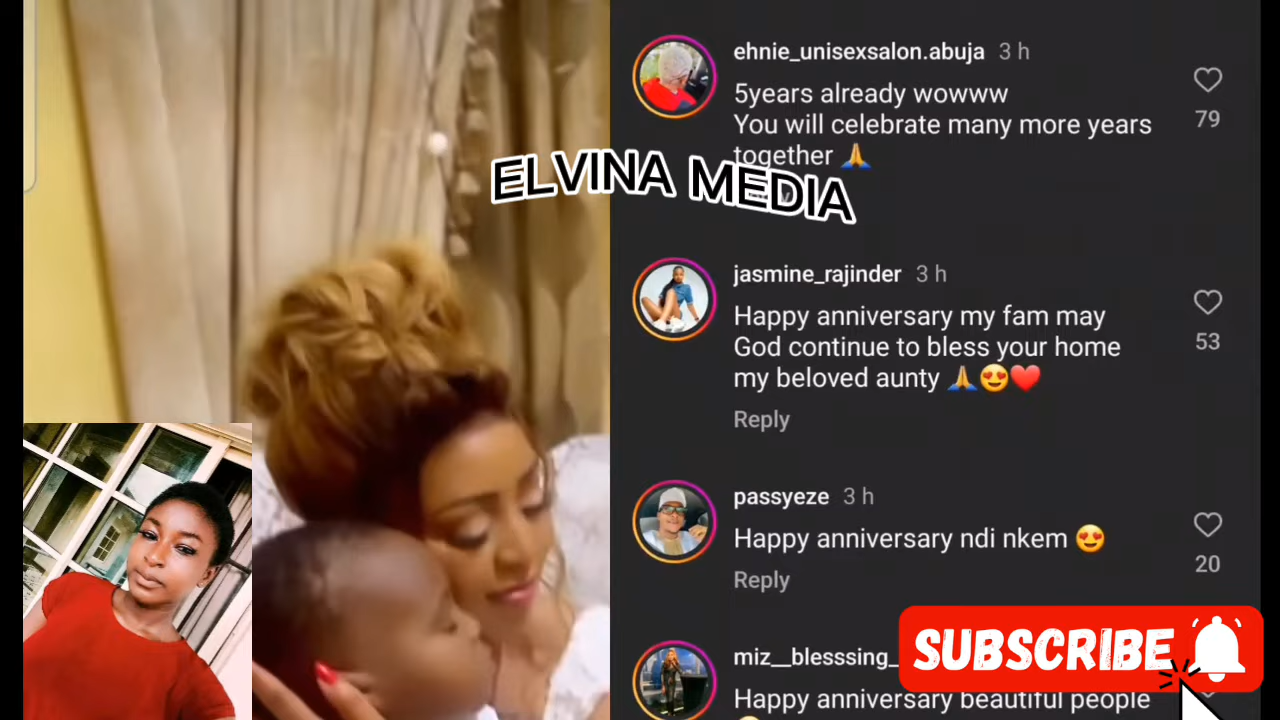 ehnie_unisexsalon.abuja 3 h
5years already wowww
You will celebrate many more years
together 🙏
79
ELVINA MEDIA
jasmine_rajinder 3 h
Happy anniversary my fam may
God continue to bless your home
my beloved aunty 🙏😍❤️
53
Reply
passyeze 3 h
Happy anniversary ndi nkem 😍
20
Reply
miz__blesssing_
Happy anniversary beautiful people
SUBSCRIBE